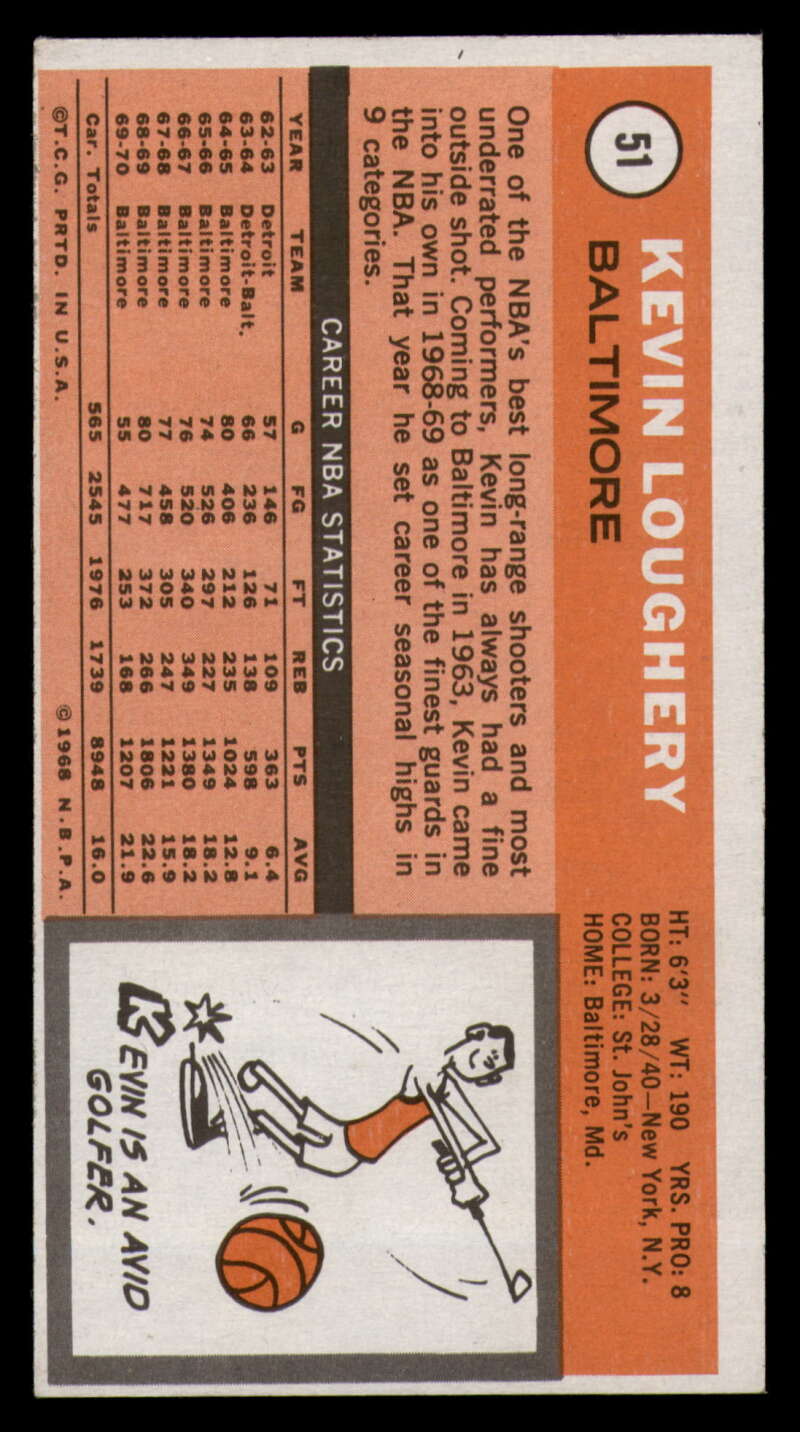 51
KEVIN LOUGHERY
BALTIMORE
HT: 6'3" WT: 190 YRS. PRO: 8
BORN: 3/28/40—New York, N.Y.
COLLEGE: St. John's
HOME: Baltimore, Md.
One of the NBA's best long-range shooters and most
underrated performers, Kevin has always had a fine
outside shot. Coming to Baltimore in 1963, Kevin came
into his own in 1968-69 as one of the finest guards in
the NBA. That year he set career seasonal highs in
9 categories.
CAREER NBA STATISTICS
YEAR TEAM G FG FT REB PTS AVG
62-63 Detroit 57 146 71 109 363 6.4
63-64 Detroit-Balt. 66 236 126 138 598 9.1
64-65 Baltimore 80 406 212 235 1024 12.8
65-66 Baltimore 74 526 297 227 1349 18.2
66-67 Baltimore 76 520 340 349 1380 18.2
67-68 Baltimore 77 458 305 247 1221 15.9
68-69 Baltimore 80 717 372 266 1806 22.6
69-70 Baltimore 55 477 253 168 1207 21.9
Car. Totals 565 2545 1976 1739 8948 16.0
©T.C.G. PRTD. IN U.S.A. ©1968 N.B.P.A.
KEVIN IS AN AVID
GOLFER.